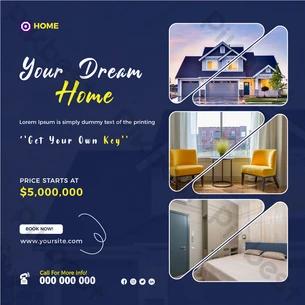 HOME
Your Dream
Home
Lorem Ipsum is simply dummy text of the printing
''Get Your Own Key''
PRICE STARTS AT
$5,000,000
BOOK NOW!
www.yoursite.com
Call For More Info!
000 000 000